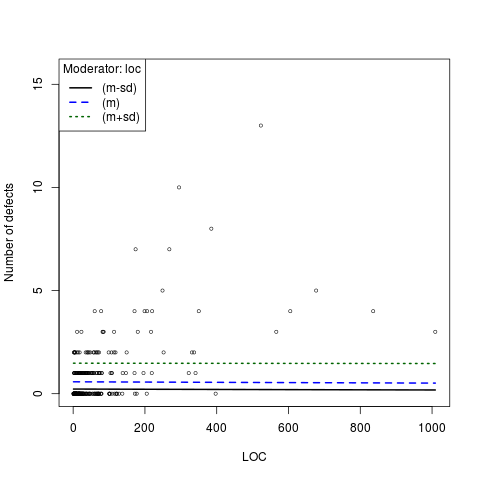 Moderator: loc
(m-sd)
(m)
(m+sd)
15
10
5
0
Number of defects
0 200 400 600 800 1000
LOC